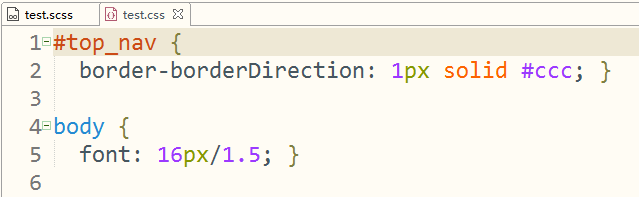 test.scss test.css
1 #top_nav {
2 border-borderDirection: 1px solid #ccc; }
3
4 body {
5 font: 16px/1.5; }
6